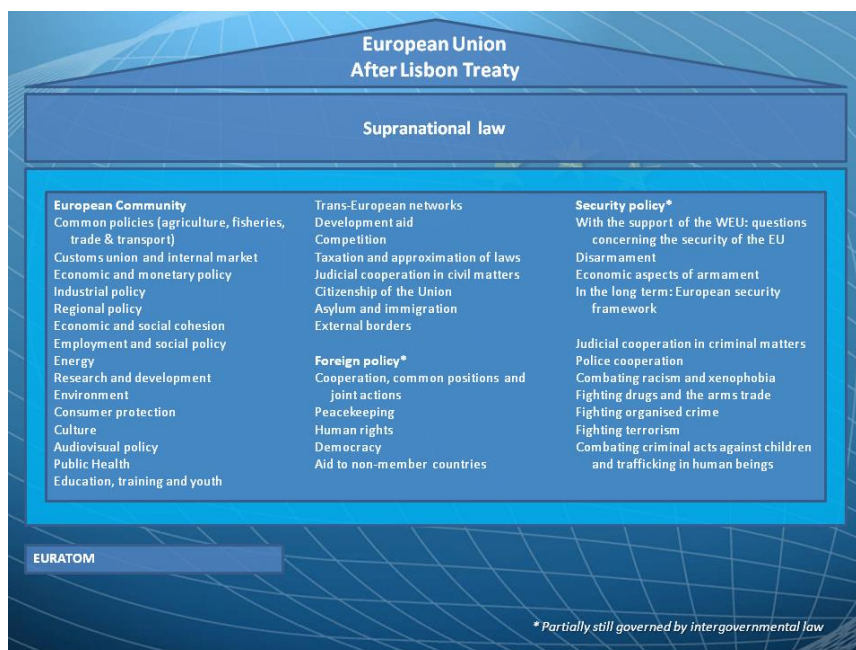 European Union
After Lisbon Treaty
Supranational law
European Community
Common policies (agriculture, fisheries,
trade & transport)
Customs union and internal market
Economic and monetary policy
Industrial policy
Regional policy
Economic and social cohesion
Employment and social policy
Energy
Research and development
Environment
Consumer protection
Culture
Audiovisual policy
Public Health
Education, training and youth
Trans-European networks
Development aid
Competition
Taxation and approximation of laws
Judicial cooperation in civil matters
Citizenship of the Union
Asylum and immigration
External borders
Foreign policy*
Cooperation, common positions and
joint actions
Peacekeeping
Human rights
Democracy
Aid to non-member countries
Security policy*
With the support of the WEU: questions
concerning the security of the EU
Disarmament
Economic aspects of armament
In the long term: European security
framework
Judicial cooperation in criminal matters
Police cooperation
Combating racism and xenophobia
Fighting drugs and the arms trade
Fighting organised crime
Fighting terrorism
Combating criminal acts against children
and trafficking in human beings
EURATOM
* Partially still governed by intergovernmental law